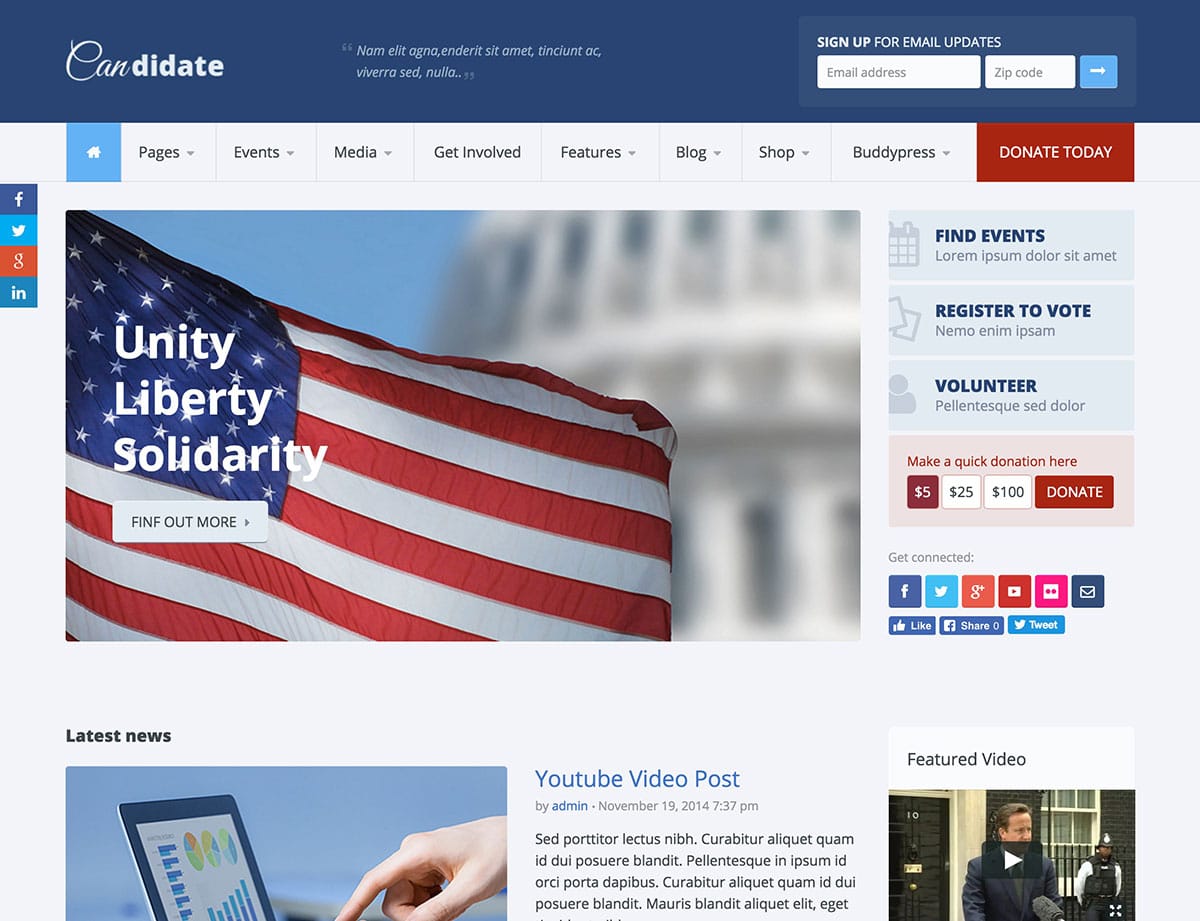 Candidate
“ Nam elit agna,enderit sit amet, tinciunt ac,
viverra sed, nulla.. ”
SIGN UP FOR EMAIL UPDATES
Email address
Zip code
Pages
Events
Media
Get Involved
Features
Blog
Shop
Buddypress
DONATE TODAY
f
g
in
Unity
Liberty
Solidarity
FINF OUT MORE
FIND EVENTS
Lorem ipsum dolor sit amet
REGISTER TO VOTE
Nemo enim ipsam
VOLUNTEER
Pellentesque sed dolor
Make a quick donation here
$5 $25 $100 DONATE
Get connected:
f
g+
Like
Share 0
Tweet
Latest news
Youtube Video Post
by admin · November 19, 2014 7:37 pm
Sed porttitor lectus nibh. Curabitur aliquet quam
id dui posuere blandit. Pellentesque in ipsum id
orci porta dapibus. Curabitur aliquet quam id dui
posuere blandit. Mauris blandit aliquet elit, eget
Featured Video
10